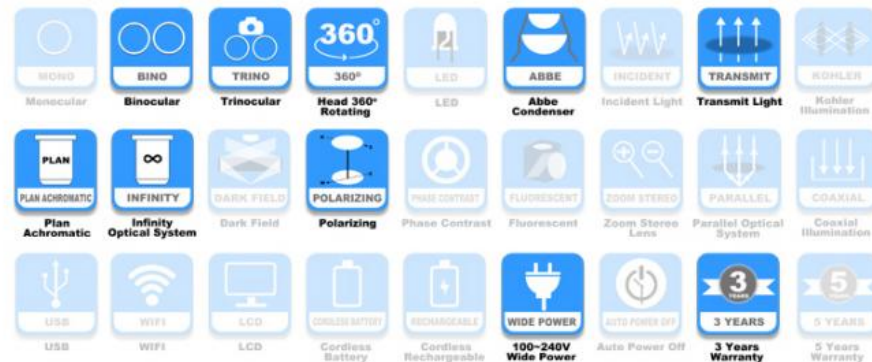 360°
MONO
BINO
TRINO
360°
LED
ABBE
INCIDENT
TRANSMIT
KOHLER
Monocular
Binocular
Trinocular
Head 360° Rotating
LED
Abbe Condenser
Incident Light
Transmit Light
Kohler Illumination
PLAN
∞
PLAN ACHROMATIC
INFINITY
DARK FIELD
POLARIZING
PHASE CONTRAST
FLUORESCENT
ZOOM STEREO
PARALLEL
COAXIAL
Plan Achromatic
Infinity Optical System
Dark Field
Polarizing
Phase Contrast
Fluorescent
Zoom Stereo Lens
Parallel Optical System
Coaxial Illumination
3 YEARS
5 YEARS
USB
WIFI
LCD
CORDLESS BATTERY
RECHARGEABLE
WIDE POWER
AUTO POWER OFF
3 YEARS
5 YEARS
USB
WIFI
LCD
Cordless Battery
Cordless Rechargeable
100~240V Wide Power
Auto Power Off
3 Years Warranty
5 Years Warranty